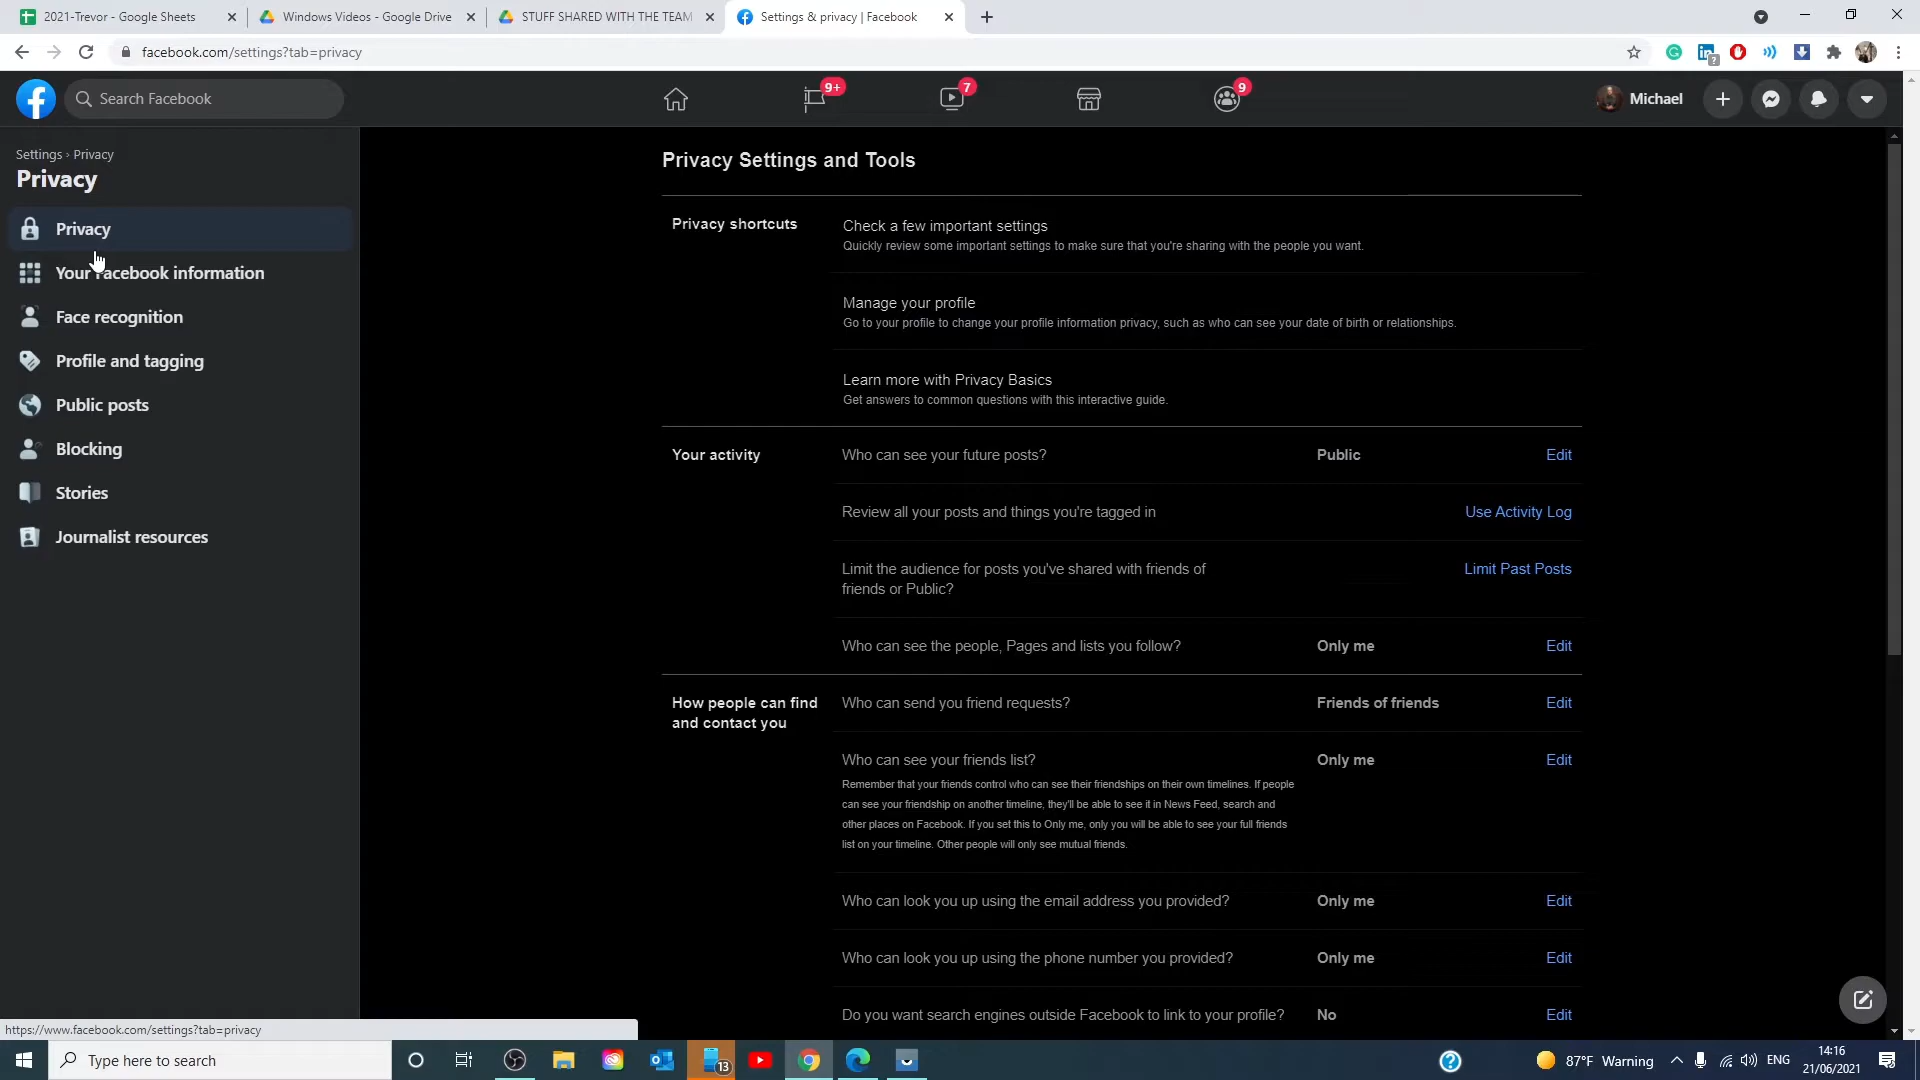 2021-Trevor - Google Sheets
Windows Videos - Google Drive
STUFF SHARED WITH THE TEAM
Settings & privacy | Facebook
facebook.com/settings?tab=privacy
Search Facebook
9+
7
9
Michael
Settings › Privacy
Privacy
Privacy
Your Facebook information
Face recognition
Profile and tagging
Public posts
Blocking
Stories
Journalist resources
Privacy Settings and Tools
Privacy shortcuts
Check a few important settings
Quickly review some important settings to make sure that you're sharing with the people you want.
Manage your profile
Go to your profile to change your profile information privacy, such as who can see your date of birth or relationships.
Learn more with Privacy Basics
Get answers to common questions with this interactive guide.
Your activity
Who can see your future posts? Public Edit
Review all your posts and things you're tagged in Use Activity Log
Limit the audience for posts you've shared with friends of Limit Past Posts
friends or Public?
Who can see the people, Pages and lists you follow? Only me Edit
How people can find
and contact you
Who can send you friend requests? Friends of friends Edit
Who can see your friends list? Only me Edit
Remember that your friends control who can see their friendships on their own timelines. If people
can see your friendship on another timeline, they'll be able to see it in News Feed, search and
other places on Facebook. If you set this to Only me, only you will be able to see your full friends
list on your timeline. Other people will only see mutual friends.
Who can look you up using the email address you provided? Only me Edit
Who can look you up using the phone number you provided? Only me Edit
Do you want search engines outside Facebook to link to your profile? No Edit
https://www.facebook.com/settings?tab=privacy
Type here to search
13
87°F Warning
ENG
14:16
21/06/2021